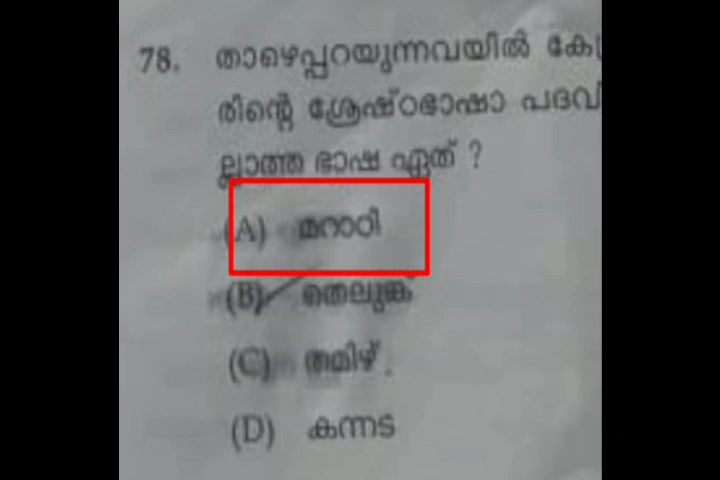 78. താഴെപ്പറയുന്നവയിൽ
രിന്റെ ശ്രേഷ്ഠഭാഷാ പദവി
ല്ലാത്ത ഭാഷ ഏത് ?
(A) മറാഠി
(B) തെലുങ്ക്
(C) തമിഴ്.
(D) കന്നട